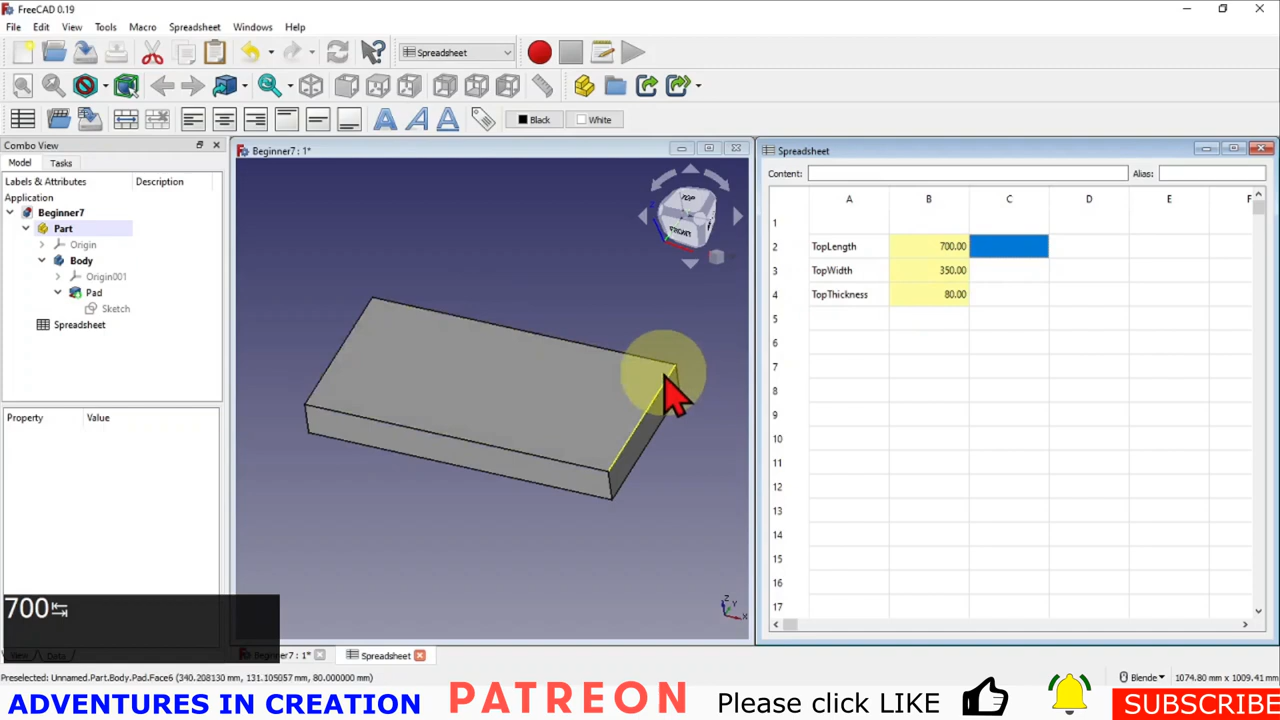 FreeCAD 0.19
File Edit View Tools Macro Spreadsheet Windows Help
Spreadsheet
Black White
Combo View
Model Tasks
Labels & Attributes Description
Application
Beginner7
Part
Origin
Body
Origin001
Pad
Sketch
Spreadsheet
Property Value
700
Data
Beginner7 : 1*
TOP
FRONT
Z
Y
X
Spreadsheet
Content: Alias:
A B C D E F
1
2 TopLength 700.00
3 TopWidth 350.00
4 TopThickness 80.00
5
6
7
8
9
10
11
12
13
14
15
16
17
Beginner7 : 1* Spreadsheet
Preselected: Unnamed.Part.Body.Pad.Face6 (340.208130 mm, 131.105057 mm, 80.000000 mm) Blende 1074.80 mm x 1009.41 mm
ADVENTURES IN CREATION PATREON Please click LIKE SUBSCRIBE